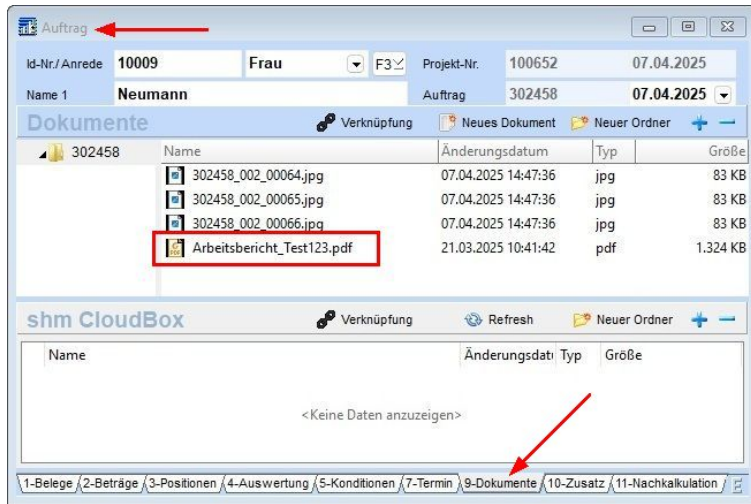 Auftrag
Id-Nr./ Anrede 10009 Frau F3 Projekt-Nr. 100652 07.04.2025
Name 1 Neumann Auftrag 302458 07.04.2025
Dokumente Verknüpfung Neues Dokument Neuer Ordner
302458 Name Änderungsdatum Typ Größe
302458_002_00064.jpg 07.04.2025 14:47:36 jpg 83 KB
302458_002_00065.jpg 07.04.2025 14:47:36 jpg 83 KB
302458_002_00066.jpg 07.04.2025 14:47:36 jpg 83 KB
Arbeitsbericht_Test123.pdf 21.03.2025 10:41:42 pdf 1.324 KB
shm CloudBox Verknüpfung Refresh Neuer Ordner
Name Änderungsdatı Typ Größe
<Keine Daten anzuzeigen>
1-Belege 2-Beträge 3-Positionen 4-Auswertung 5-Konditionen 7-Termin 9-Dokumente 10-Zusatz 11-Nachkalkulation